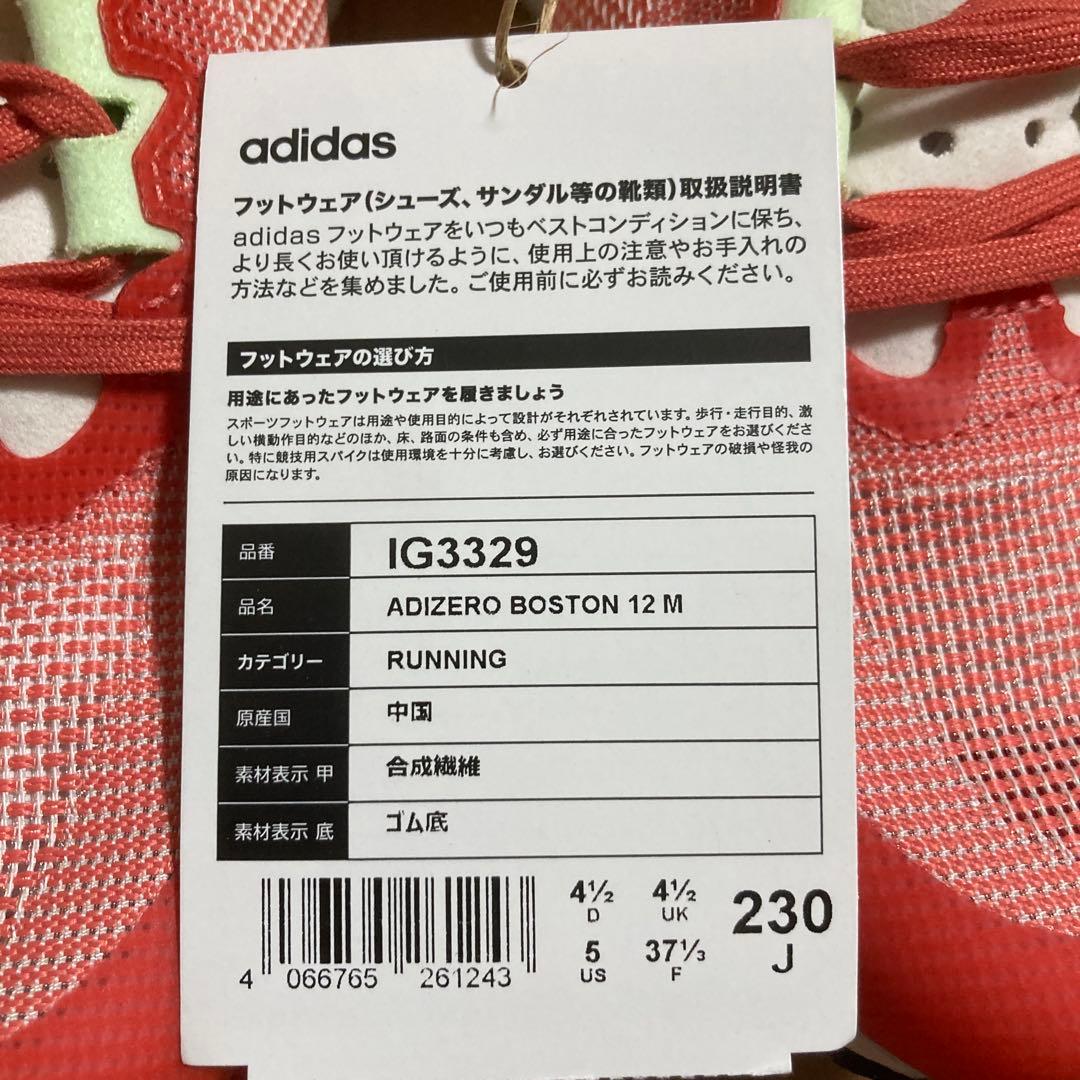 adidas
フットウェア(シューズ、サンダル等の靴類)取扱説明書
adidas フットウェアをいつもベストコンディションに保ち、
より長くお使い頂けるように、使用上の注意やお手入れの
方法などを集めました。ご使用前に必ずお読みください。
フットウェアの選び方
用途にあったフットウェアを履きましょう
スポーツフットウェアは用途や使用目的によって設計がそれぞれされています。歩行・走行目的、激
しい横動作目的などのほか、床、路面の条件も含め、必ず用途に合ったフットウェアをお選びくださ
い。特に競技用スパイクは使用環境を十分に考慮し、お選びください。フットウェアの破損や怪我の
原因になります。
品番 IG3329
品名 ADIZERO BOSTON 12 M
カテゴリー RUNNING
原産国 中国
素材表示 甲 合成繊維
素材表示 底 ゴム底
4½ 4½ 230
D UK J
5 37⅓
US F
4 066765 261243